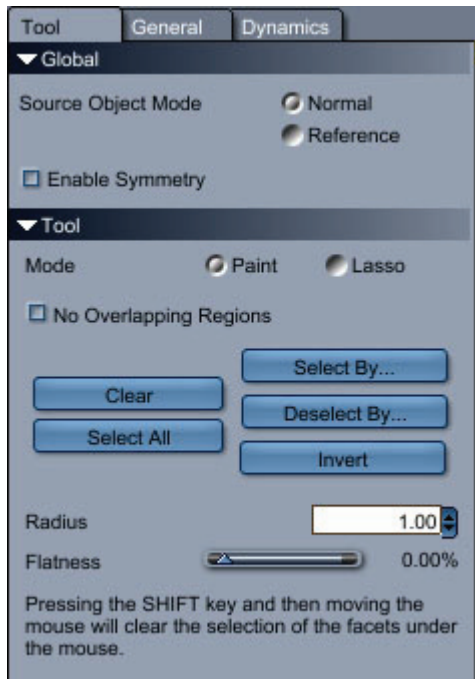 Tool General Dynamics
Global
Source Object Mode Normal
Reference
Enable Symmetry
Tool
Mode Paint Lasso
No Overlapping Regions
Select By...
Clear
Deselect By...
Select All
Invert
Radius 1.00
Flatness 0.00%
Pressing the SHIFT key and then moving the
mouse will clear the selection of the facets under
the mouse.